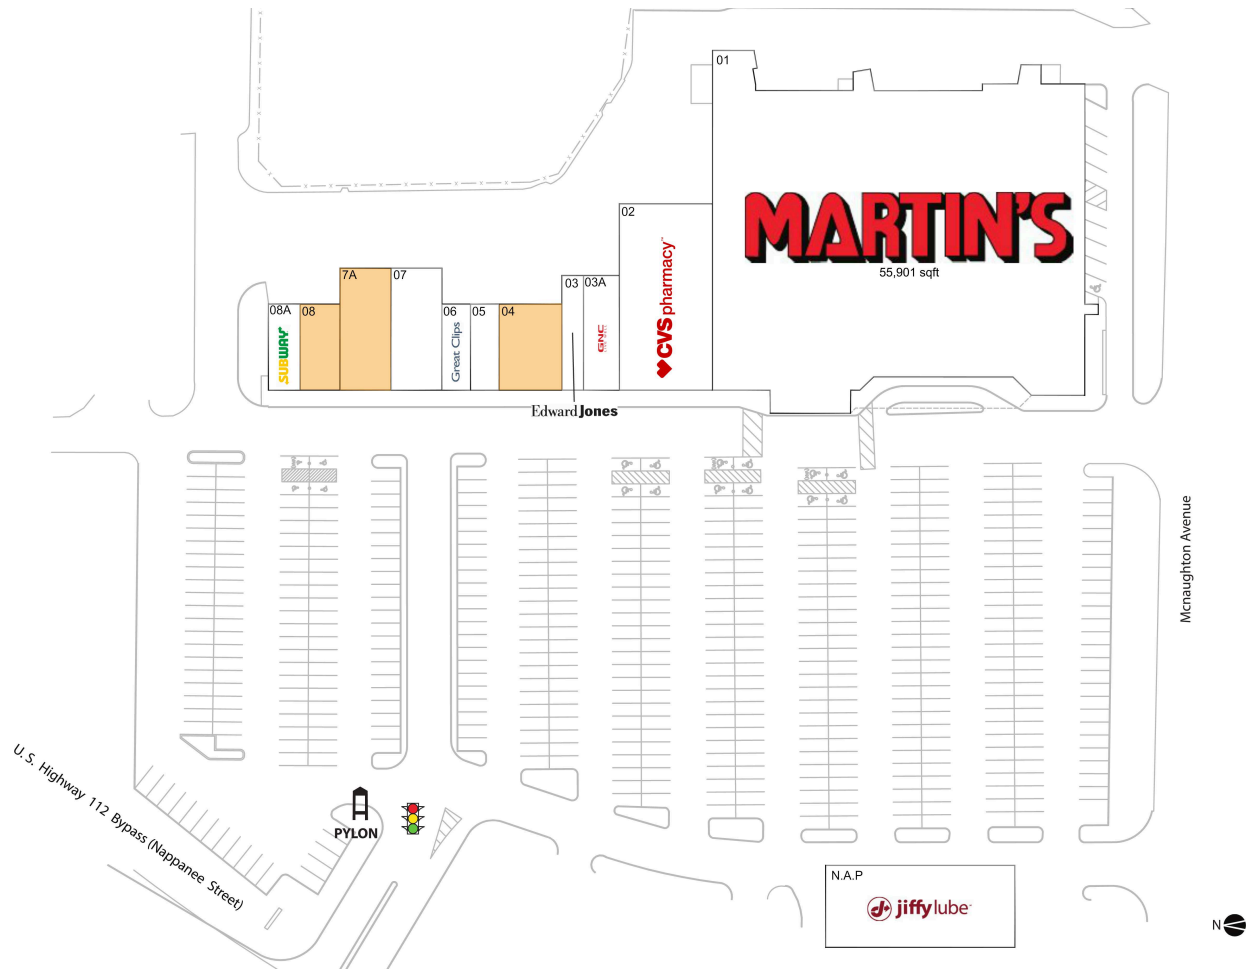 01
MARTIN'S
55,901 sqft
02
CVS pharmacy™
7A
07
03
03A
GNC
08A
SUBWAY
08
06
Great Clips
05
04
Edward Jones
Mcnaughton Avenue
U.S. Highway 112 Bypass (Nappanee Street)
PYLON
N.A.P
jiffy lube
N